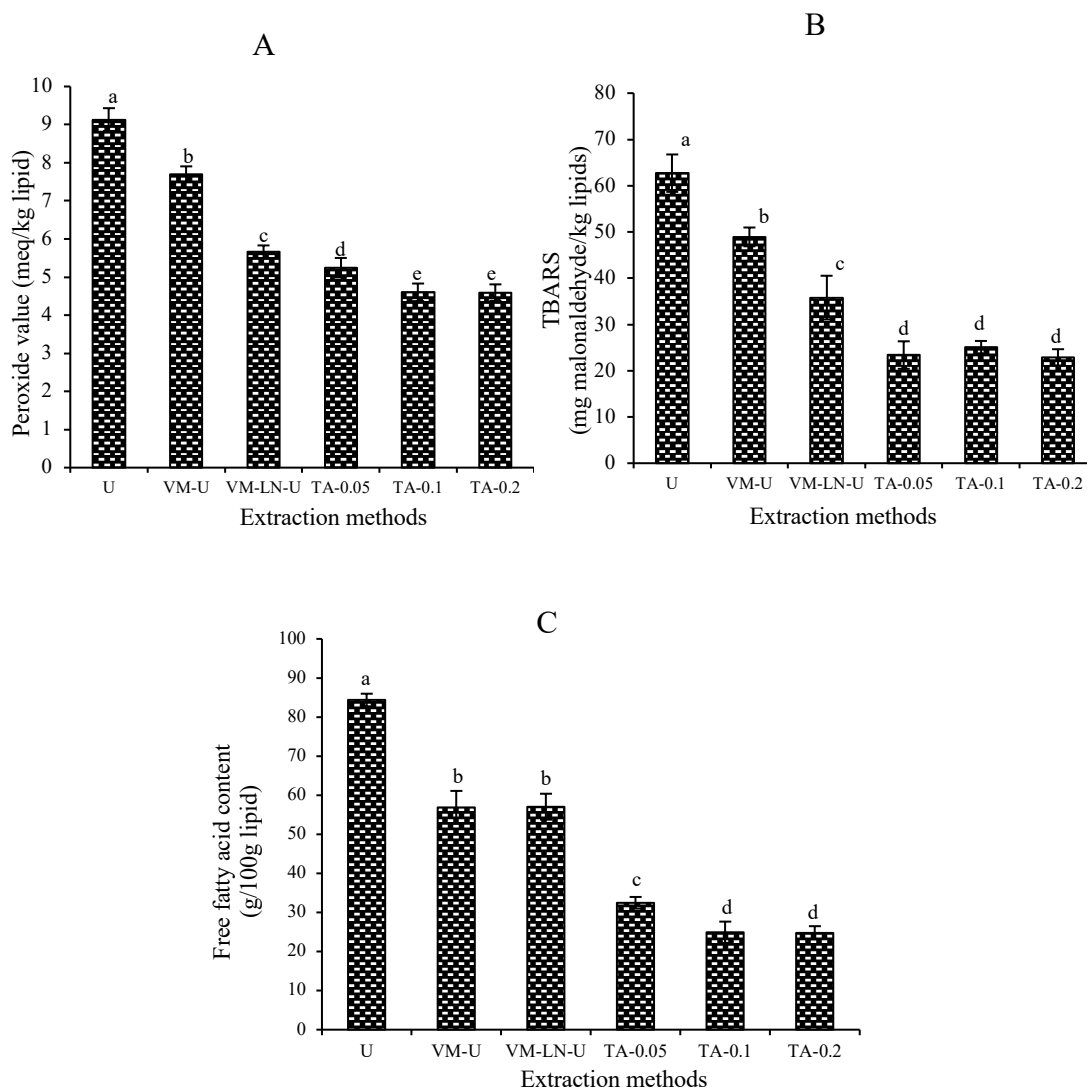 A
Peroxide value (meq/kg lipid)
10
9
8
7
6
5
4
3
2
1
0
a
b
c
d
e
e
U VM-U VM-LN-U TA-0.05 TA-0.1 TA-0.2
Extraction methods
B
TBARS
(mg malonaldehyde/kg lipids)
80
70
60
50
40
30
20
10
0
a
b
c
d
d
d
U VM-U VM-LN-U TA-0.05 TA-0.1 TA-0.2
Extraction methods
C
Free fatty acid content
(g/100g lipid)
100
90
80
70
60
50
40
30
20
10
0
a
b
b
c
d
d
U VM-U VM-LN-U TA-0.05 TA-0.1 TA-0.2
Extraction methods